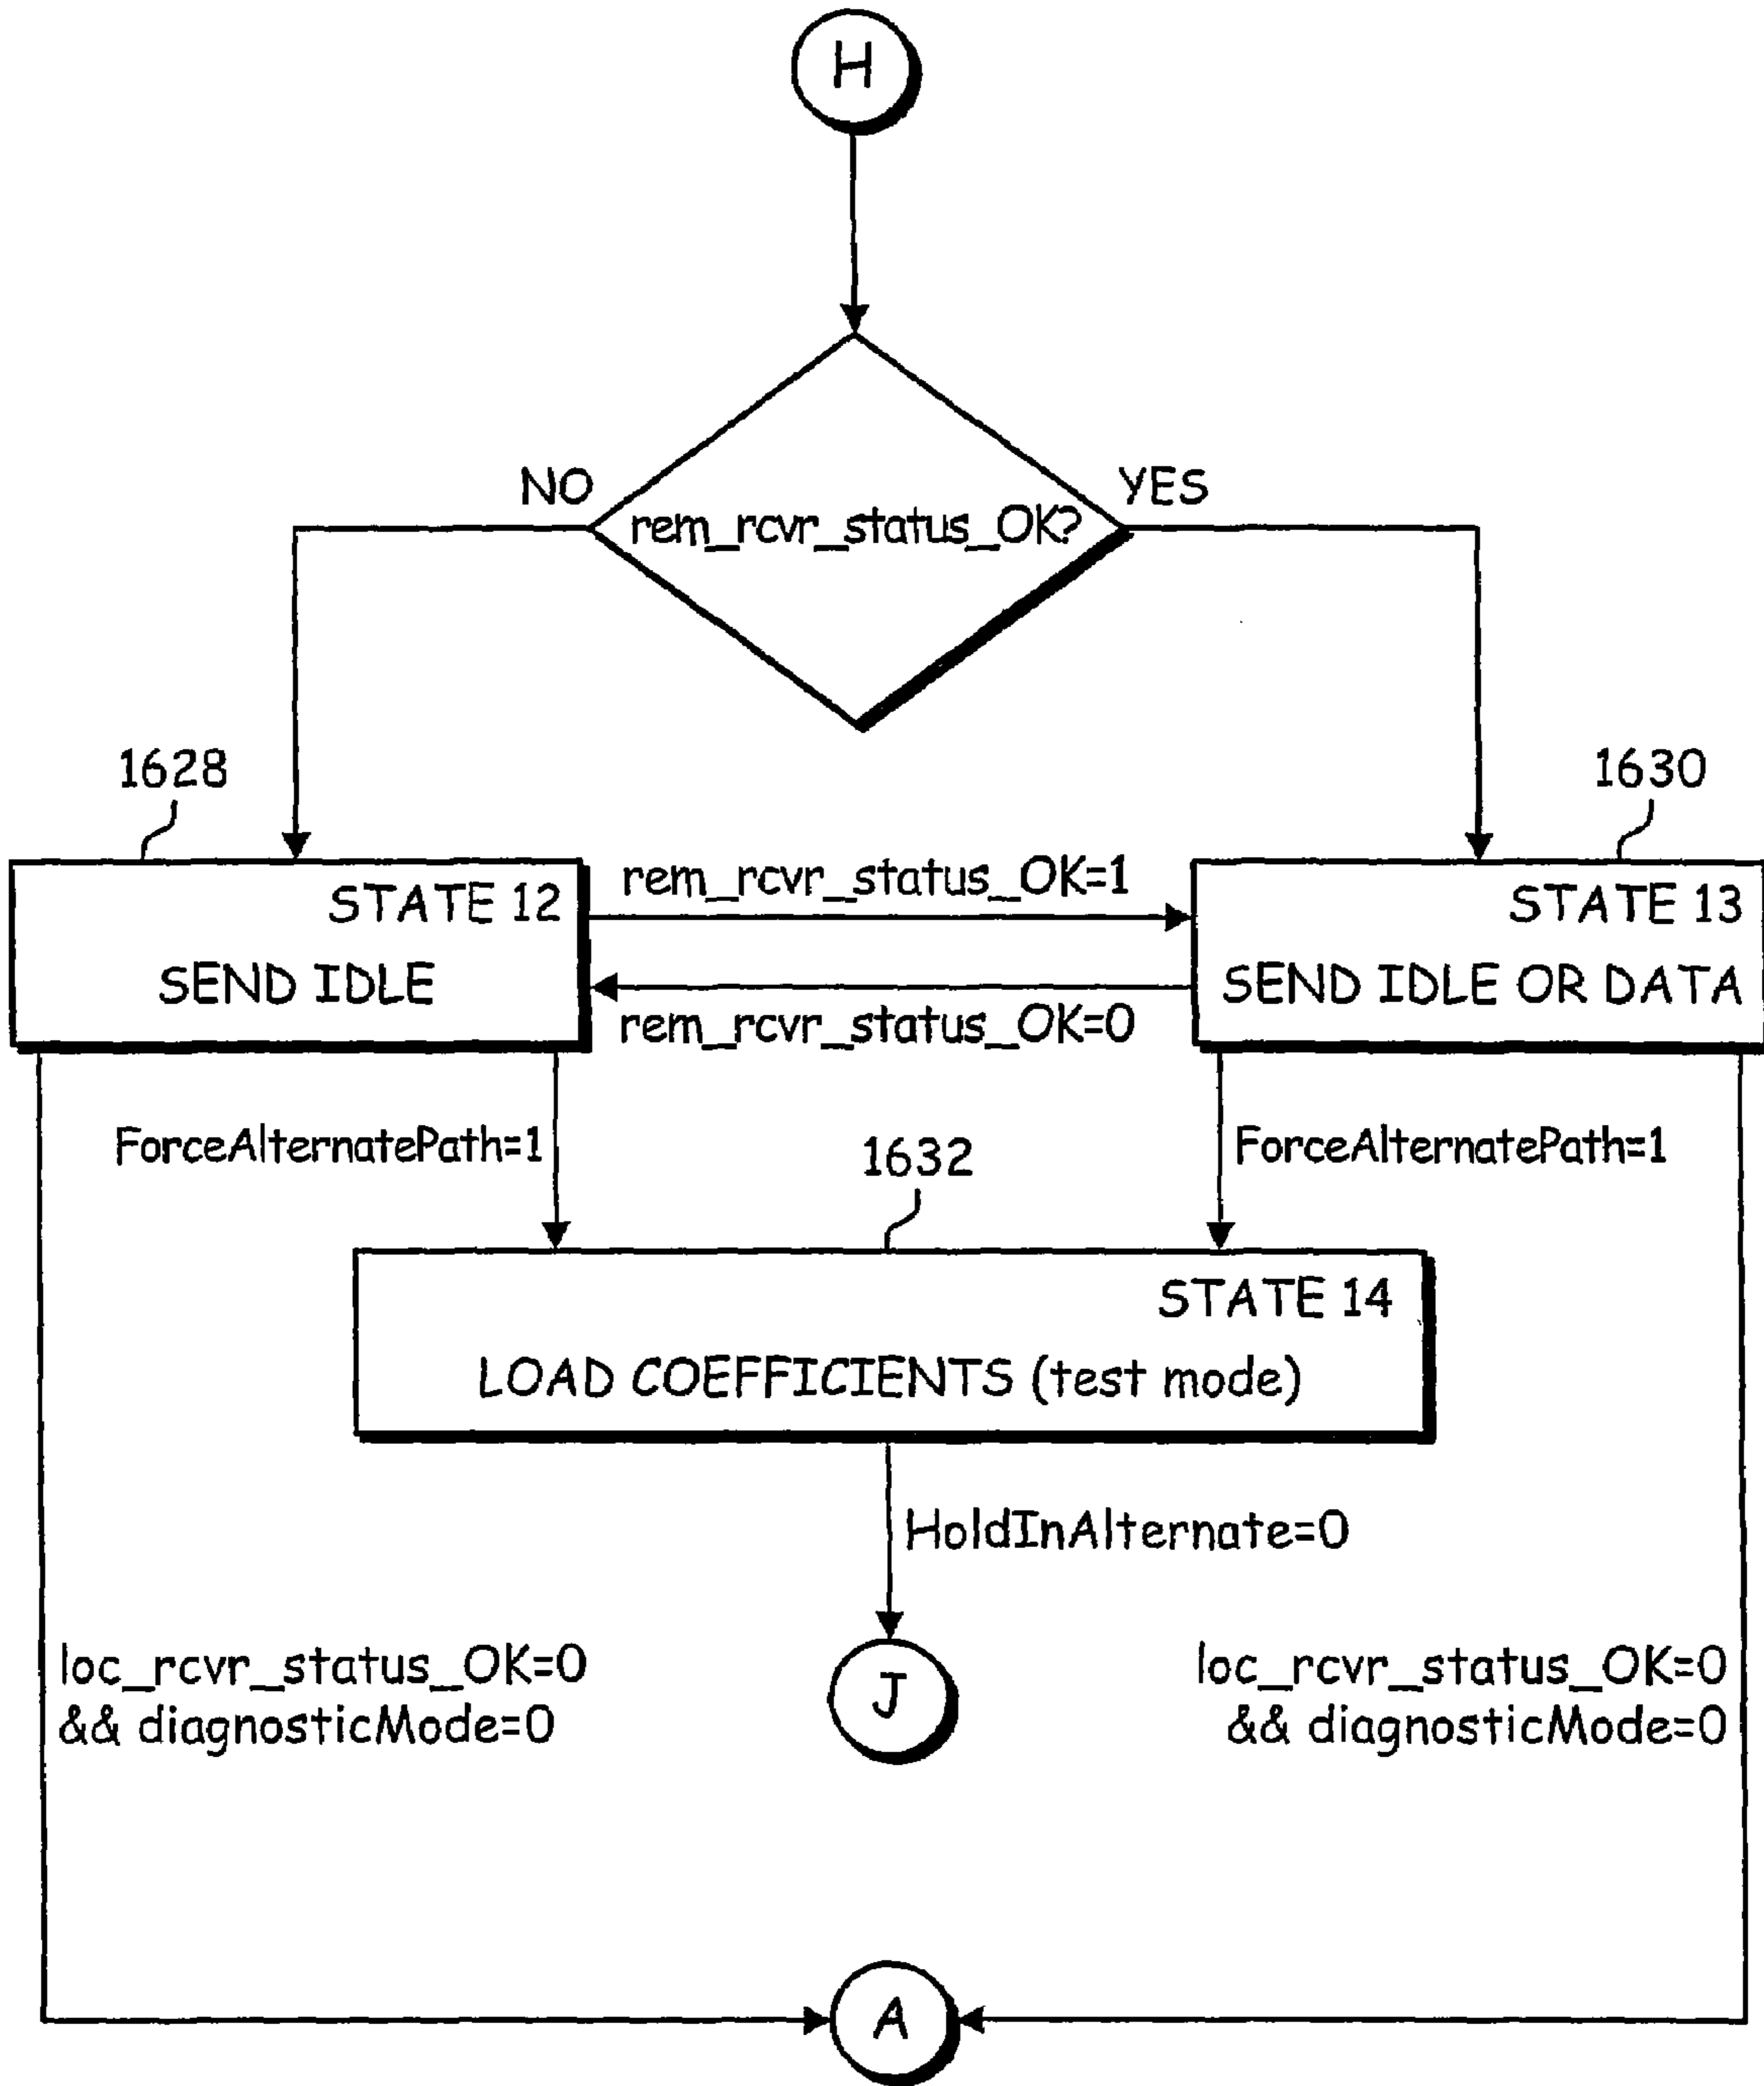 H
NO
YES
rem_rcvr_status_OK?
1628
1630
STATE 12
SEND IDLE
rem_rcvr_status_OK=1
rem_rcvr_status_OK=0
STATE 13
SEND IDLE OR DATA
ForceAlternatePath=1
1632
ForceAlternatePath=1
STATE 14
LOAD COEFFICIENTS (test mode)
HoldInAlternate=0
J
loc_rcvr_status_OK=0
&& diagnosticMode=0
loc_rcvr_status_OK=0
&& diagnosticMode=0
A